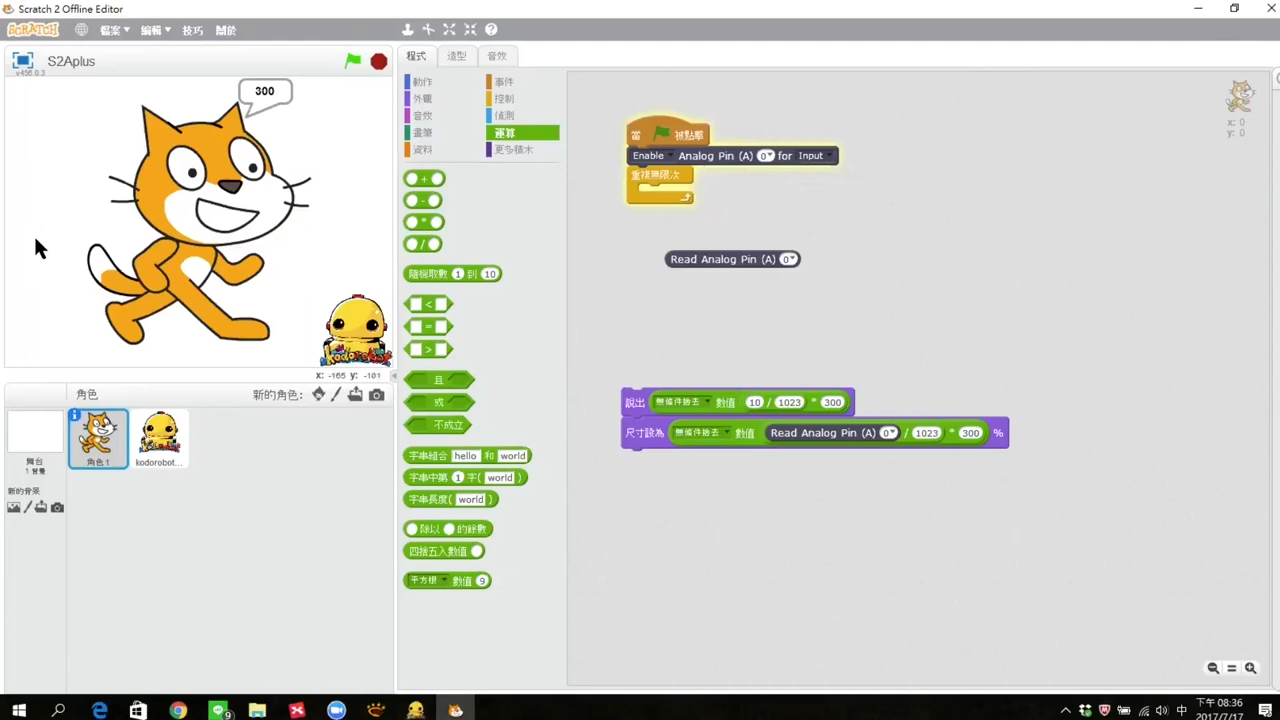 Scratch 2 Offline Editor
SCRATCH 檔案 編輯 技巧 關於
S2Aplus
v456.0.3
300
kodorobot
x: -165 y: -101
角色 新的角色:
舞台
1 背景
新的背景
角色1
kodorobot...
程式 造型 音效
動作 事件
外觀 控制
音效 偵測
畫筆 運算
資料 更多積木
+
-
*
/
隨機取數 1 到 10
<
=
>
且
或
不成立
字串組合 hello 和 world
字串中第 1 字( world )
字串長度( world )
除以 的餘數
四捨五入數值
平方根 數值 9
當 被點擊
Enable Analog Pin (A) 0 for Input
重複無限次
Read Analog Pin (A) 0
說出 無條件捨去 數值 10 / 1023 * 300
尺寸設為 無條件捨去 數值 Read Analog Pin (A) 0 / 1023 * 300 %
x: 0
y: 0
9
中
下午 08:36
2017/7/17